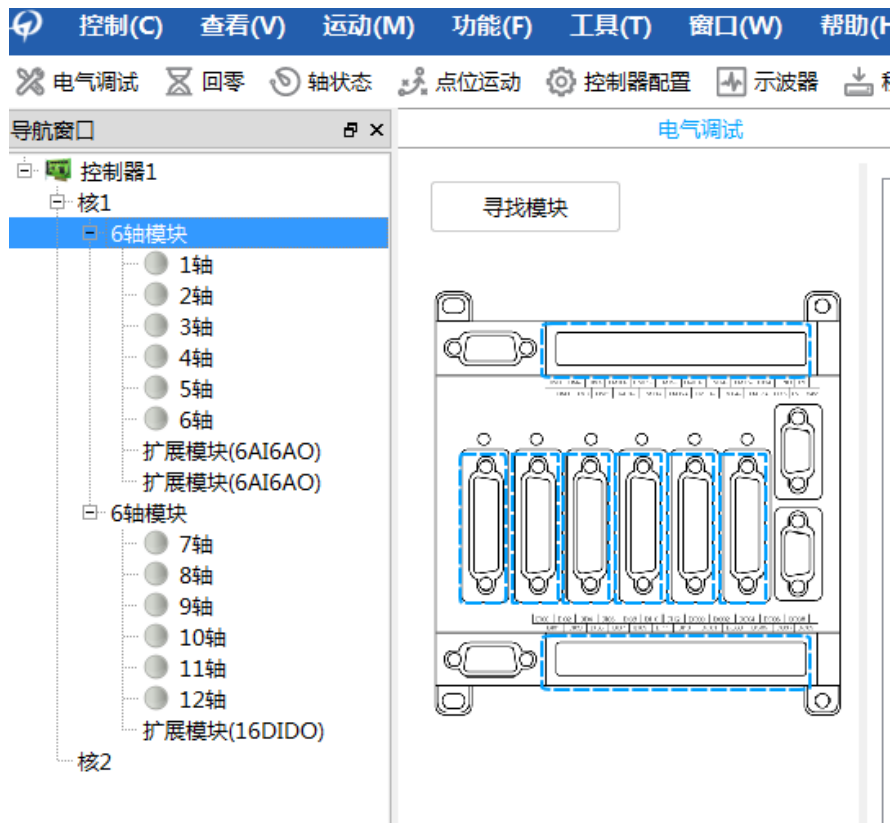 控制(C) 查看(V) 运动(M) 功能(F) 工具(T) 窗口(W) 帮助(H
电气调试 回零 轴状态 点位运动 控制器配置 示波器
导航窗口
电气调试
控制器1
核1
6轴模块
1轴
2轴
3轴
4轴
5轴
6轴
扩展模块(6AI6AO)
扩展模块(6AI6AO)
6轴模块
7轴
8轴
9轴
10轴
11轴
12轴
扩展模块(16DIDO)
核2
寻找模块